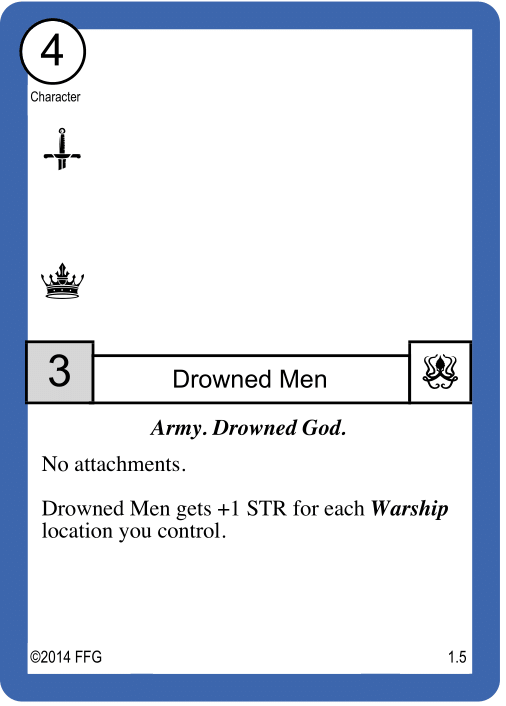 4
Character
3
Drowned Men
Army. Drowned God.
No attachments.
Drowned Men gets +1 STR for each Warship
location you control.
©2014 FFG
1.5